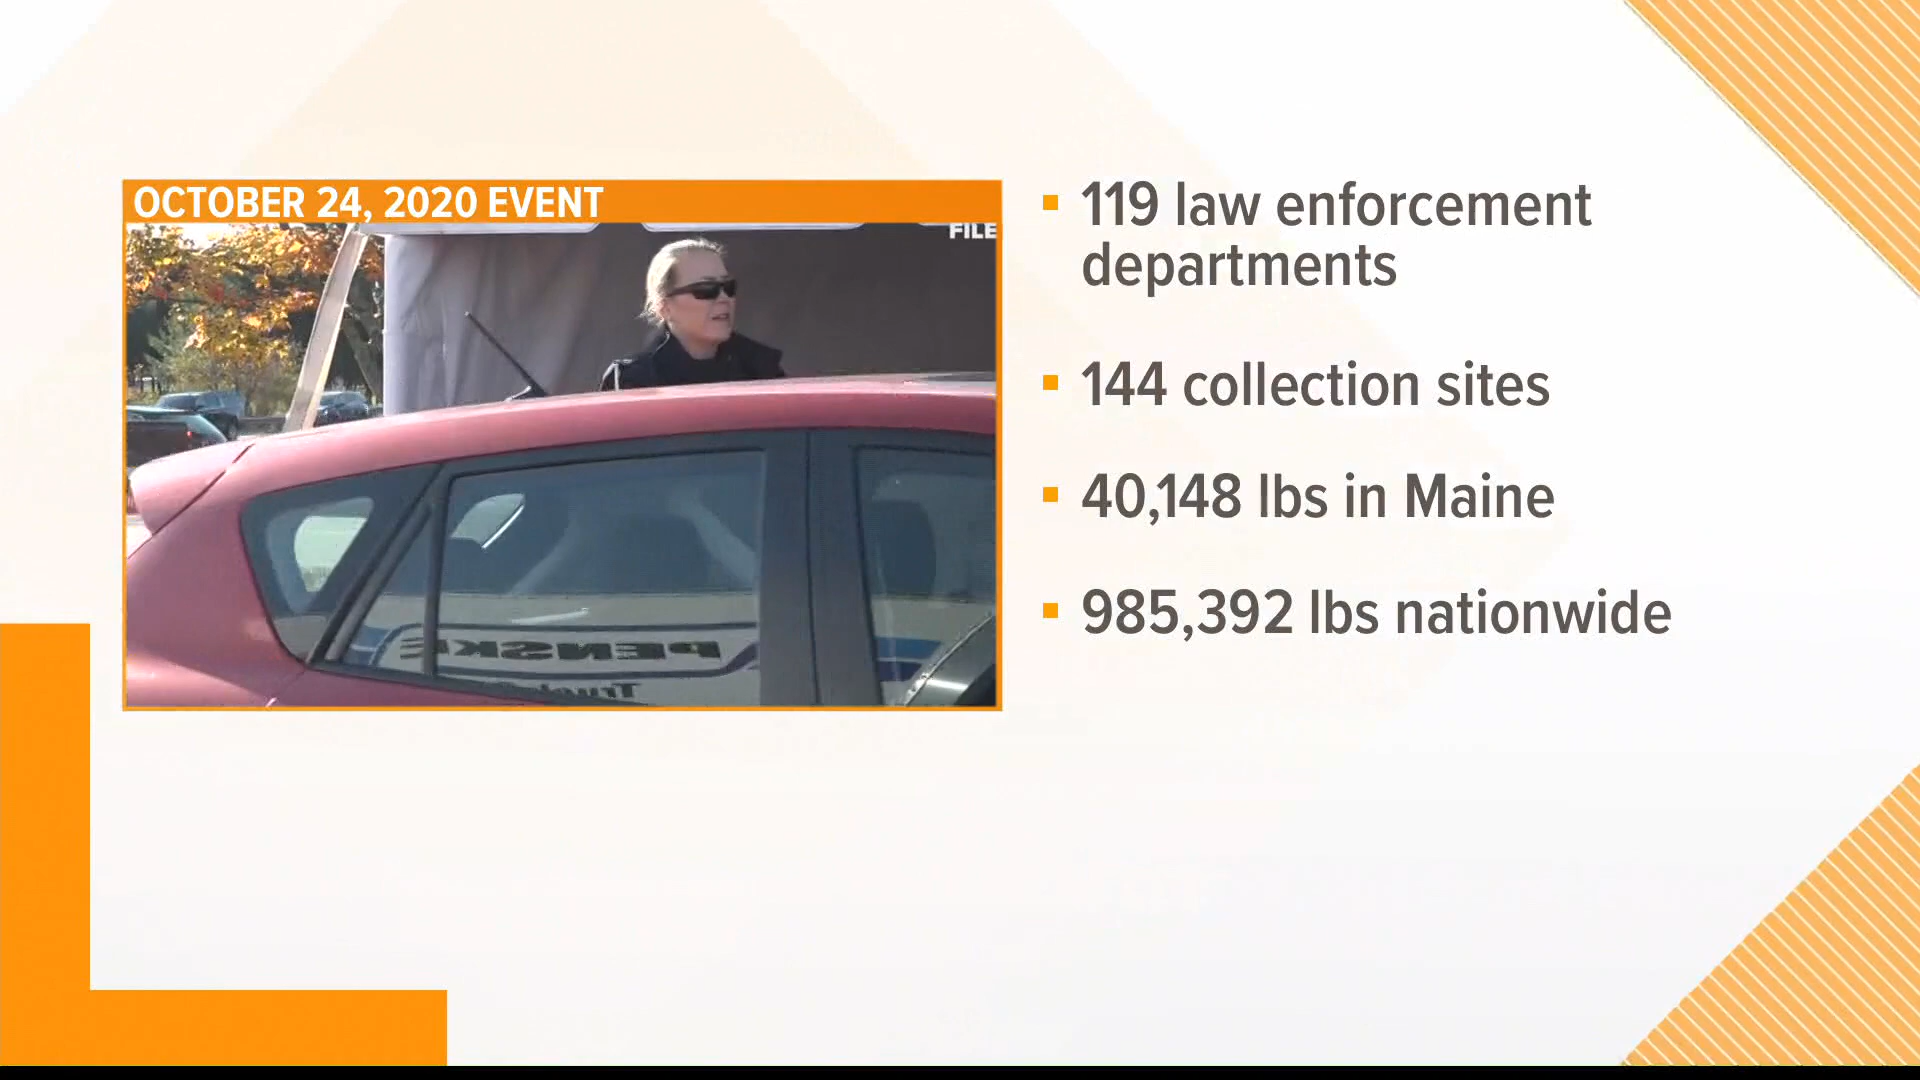 OCTOBER 24, 2020 EVENT
FILE
PENSKE
119 law enforcement
departments
144 collection sites
40,148 lbs in Maine
985,392 lbs nationwide